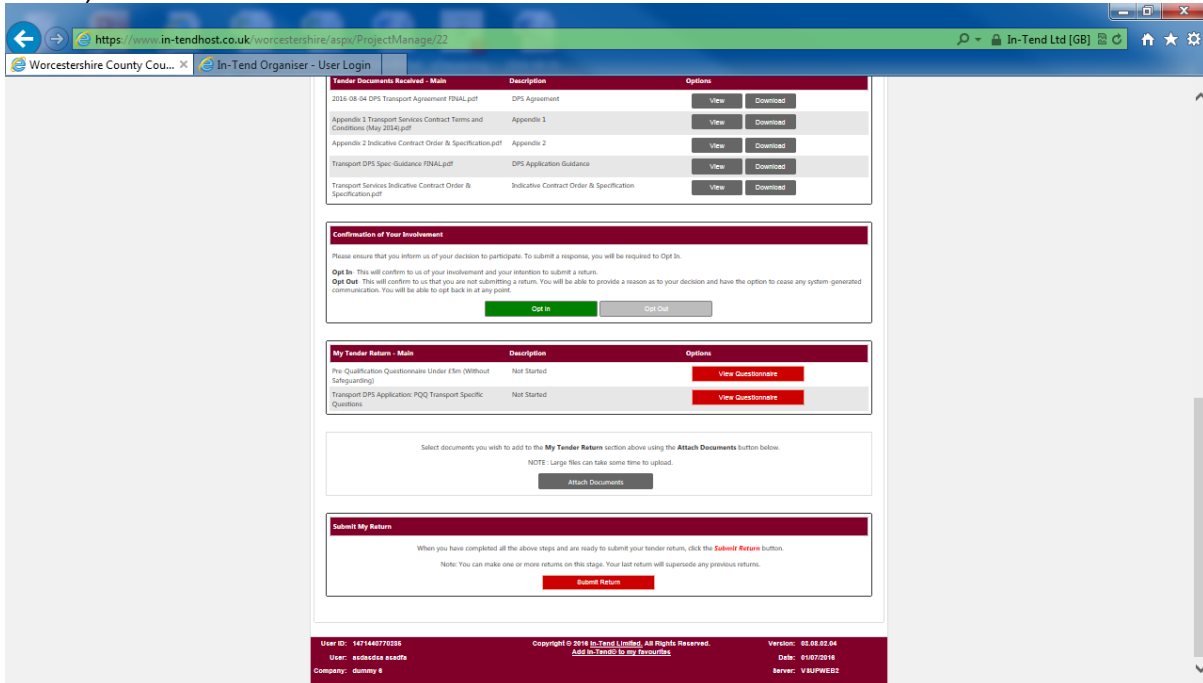 https://www.in-tendhost.co.uk/worcestershire/aspx/ProjectManage/22
In-Tend Ltd [GB]
Worcestershire County Cou...
In-Tend Organiser - User Login
Tender Documents Received - Main Description Options
2016-08-04 DPS Transport Agreement FINAL.pdf DPS Agreement View Download
Appendix 1 Transport Services Contract Terms and Appendix 1 View Download
Conditions (May 2014).pdf
Appendix 2 Indicative Contract Order & Specification.pdf Appendix 2 View Download
Transport DPS Spec-Guidance FINAL.pdf DPS Application Guidance View Download
Transport Services Indicative Contract Order & Indicative Contract Order & Specification View Download
Specification.pdf
Confirmation of Your Involvement
Please ensure that you inform us of your decision to participate. To submit a response, you will be required to Opt In.
Opt In- This will confirm to us of your involvement and your intention to submit a return.
Opt Out- This will confirm to us that you are not submitting a return. You will be able to provide a reason as to your decision and have the option to cease any system-generated
communication. You will be able to opt back in at any point.
Opt In Opt Out
My Tender Return - Main Description Options
Pre-Qualification Questionnaire Under £5m (Without Not Started View Questionnaire
Safeguarding)
Transport DPS Application: PQQ Transport Specific Not Started View Questionnaire
Questions
Select documents you wish to add to the My Tender Return section above using the Attach Documents button below.
NOTE : Large files can take some time to upload.
Attach Documents
Submit My Return
When you have completed all the above steps and are ready to submit your tender return, click the Submit Return button.
Note: You can make one or more returns on this stage. Your last return will supersede any previous returns.
Submit Return
User ID: 1471440770235 Copyright © 2016 In-Tend Limited, All Rights Reserved. Version: 03.08.02.04
User: asdasdsa asadfa Add In-Tend© to my favourites Date: 01/07/2016
Company: dummy 6 Server: VSUPWEB2